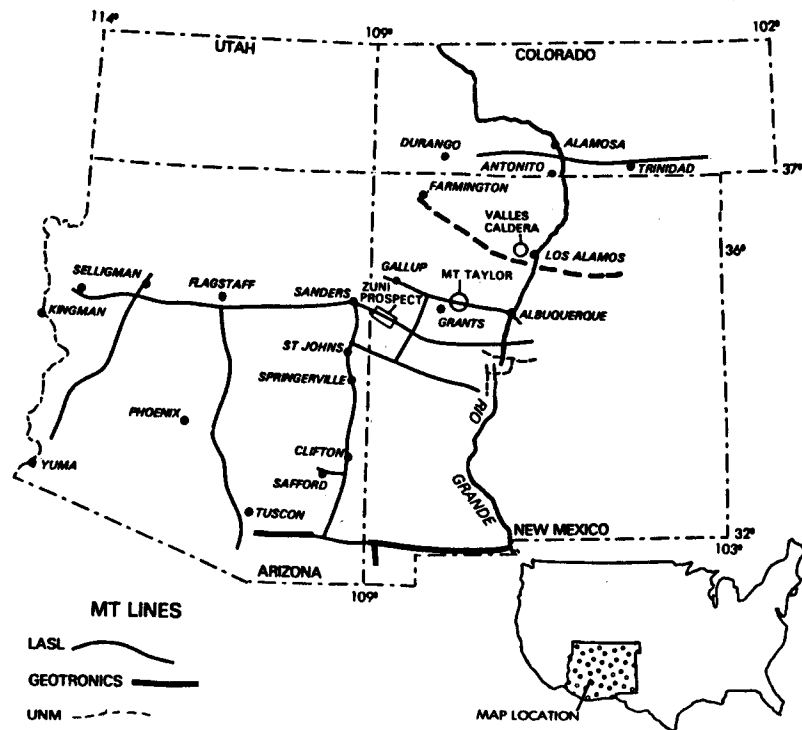 114°
109°
102°
UTAH
COLORADO
DURANGO
ALAMOSA
ANTONITO
TRINIDAD
37°
FARMINGTON
VALLES
CALDERA
36°
LOS ALAMOS
GALLUP
MT TAYLOR
SELLIGMAN
FLAGSTAFF
SANDERS
ZUNI
PROSPECT
KINGMAN
GRANTS
ALBUQUERQUE
ST JOHNS
SPRINGERVILLE
PHOENIX
RIO
GRANDE
CLIFTON
YUMA
SAFFORD
TUSCON
NEW MEXICO
32°
103°
ARIZONA
109°
MT LINES
LASL
GEOTRONICS
UNM
MAP LOCATION